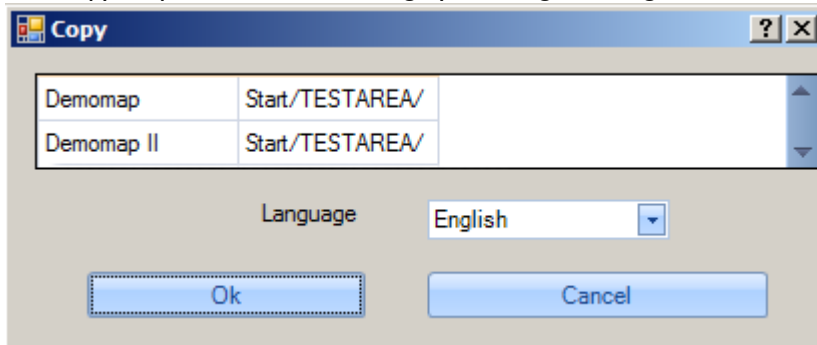 Copy
Demomap Start/TESTAREA/
Demomap II Start/TESTAREA/
Language English
Ok Cancel